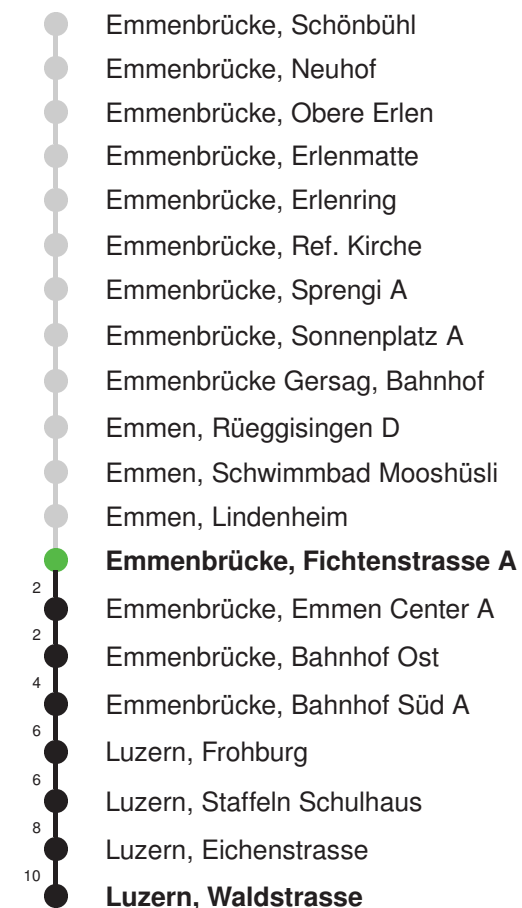 Emmenbrücke, Schönbühl
Emmenbrücke, Neuhof
Emmenbrücke, Obere Erlen
Emmenbrücke, Erlenmatte
Emmenbrücke, Erlenring
Emmenbrücke, Ref. Kirche
Emmenbrücke, Sprengi A
Emmenbrücke, Sonnenplatz A
Emmenbrücke Gersag, Bahnhof
Emmen, Rüeggisingen D
Emmen, Schwimmbad Mooshüsli
Emmen, Lindenheim
Emmenbrücke, Fichtenstrasse A
2
Emmenbrücke, Emmen Center A
2
Emmenbrücke, Bahnhof Ost
4
Emmenbrücke, Bahnhof Süd A
6
Luzern, Frohburg
6
Luzern, Staffeln Schulhaus
8
Luzern, Eichenstrasse
10
Luzern, Waldstrasse